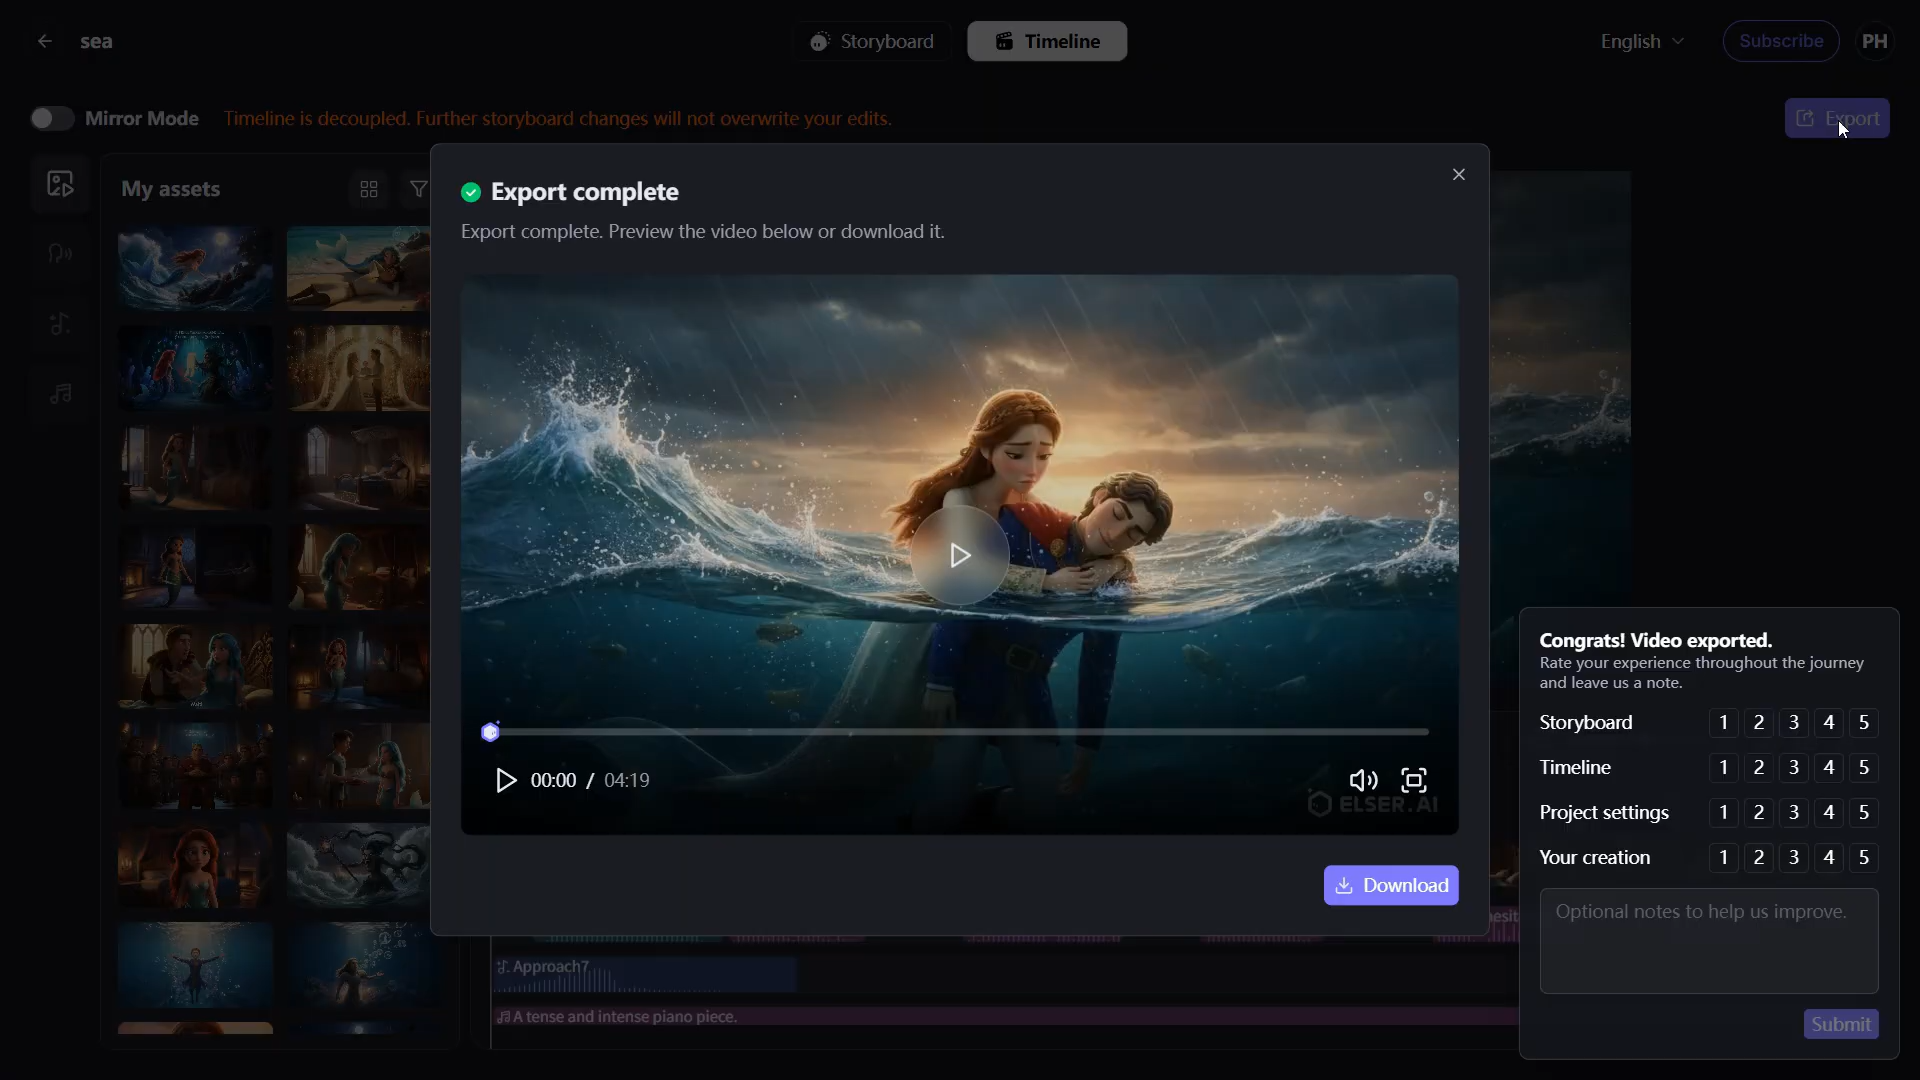 sea
Storyboard
Timeline
English
Subscribe
PH
Mirror Mode
Timeline is decoupled. Further storyboard changes will not overwrite your edits.
Export
My assets
Export complete
Export complete. Preview the video below or download it.
00:00 / 04:19
ELSER.AI
Download
Congrats! Video exported.
Rate your experience throughout the journey
and leave us a note.
Storyboard 1 2 3 4 5
Timeline 1 2 3 4 5
Project settings 1 2 3 4 5
Your creation 1 2 3 4 5
Optional notes to help us improve.
Submit
Approach7
A tense and intense piano piece.